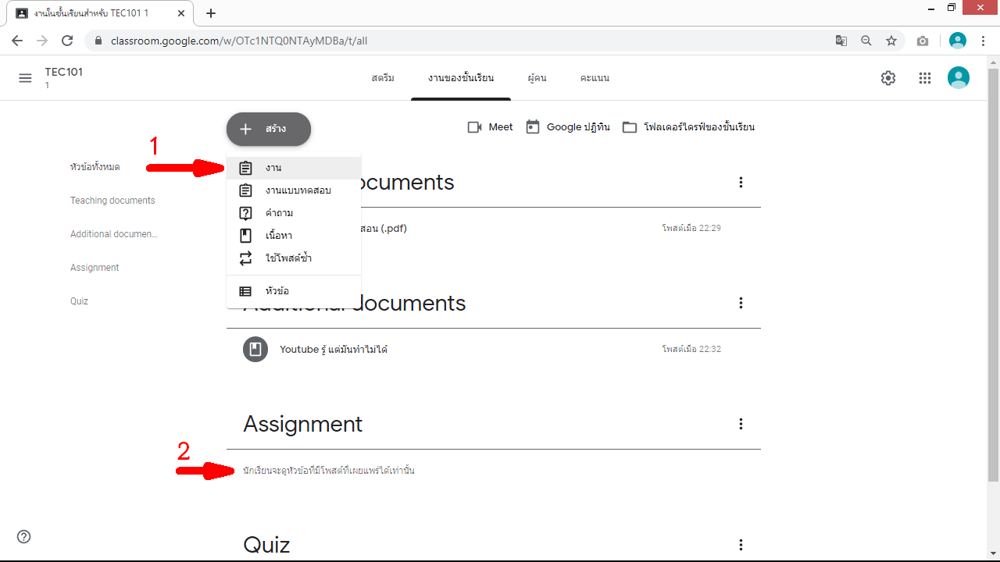 งานในชั้นเรียนสำหรับ TEC101 1
classroom.google.com/w/OTc1NTQ0NTAyMDBa/t/all
TEC101
1
สตรีม งานของชั้นเรียน ผู้คน คะแนน
สร้าง
Meet Google ปฏิทิน โฟลเดอร์ไดรฟ์ของชั้นเรียน
1
หัวข้อทั้งหมด
Teaching documents
Additional documen...
Assignment
Quiz
งาน
งานแบบทดสอบ
คำถาม
เนื้อหา
ใช้โพสต์ซ้ำ
หัวข้อ
ocuments
สอน (.pdf) โพสต์เมื่อ 22:29
Additional documents
Youtube รู้ แต่มันทำไม่ได้ โพสต์เมื่อ 22:32
Assignment
2
นักเรียนจะดูหัวข้อที่มีโพสต์ที่เผยแพร่ได้เท่านั้น
Quiz